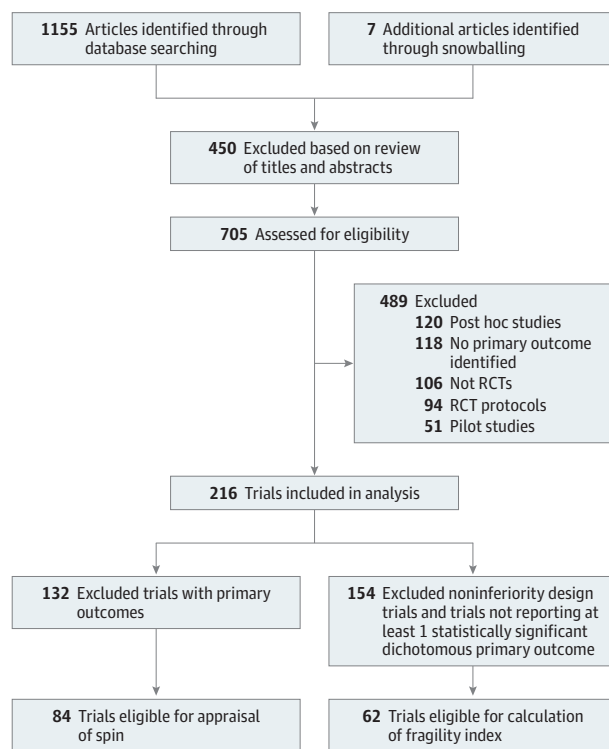 1155 Articles identified through
database searching
7 Additional articles identified
through snowballing
450 Excluded based on review
of titles and abstracts
705 Assessed for eligibility
489 Excluded
120 Post hoc studies
118 No primary outcome
identified
106 Not RCTs
94 RCT protocols
51 Pilot studies
216 Trials included in analysis
132 Excluded trials with primary
outcomes
154 Excluded noninferiority design
trials and trials not reporting at
least 1 statistically significant
dichotomous primary outcome
84 Trials eligible for appraisal
of spin
62 Trials eligible for calculation
of fragility index